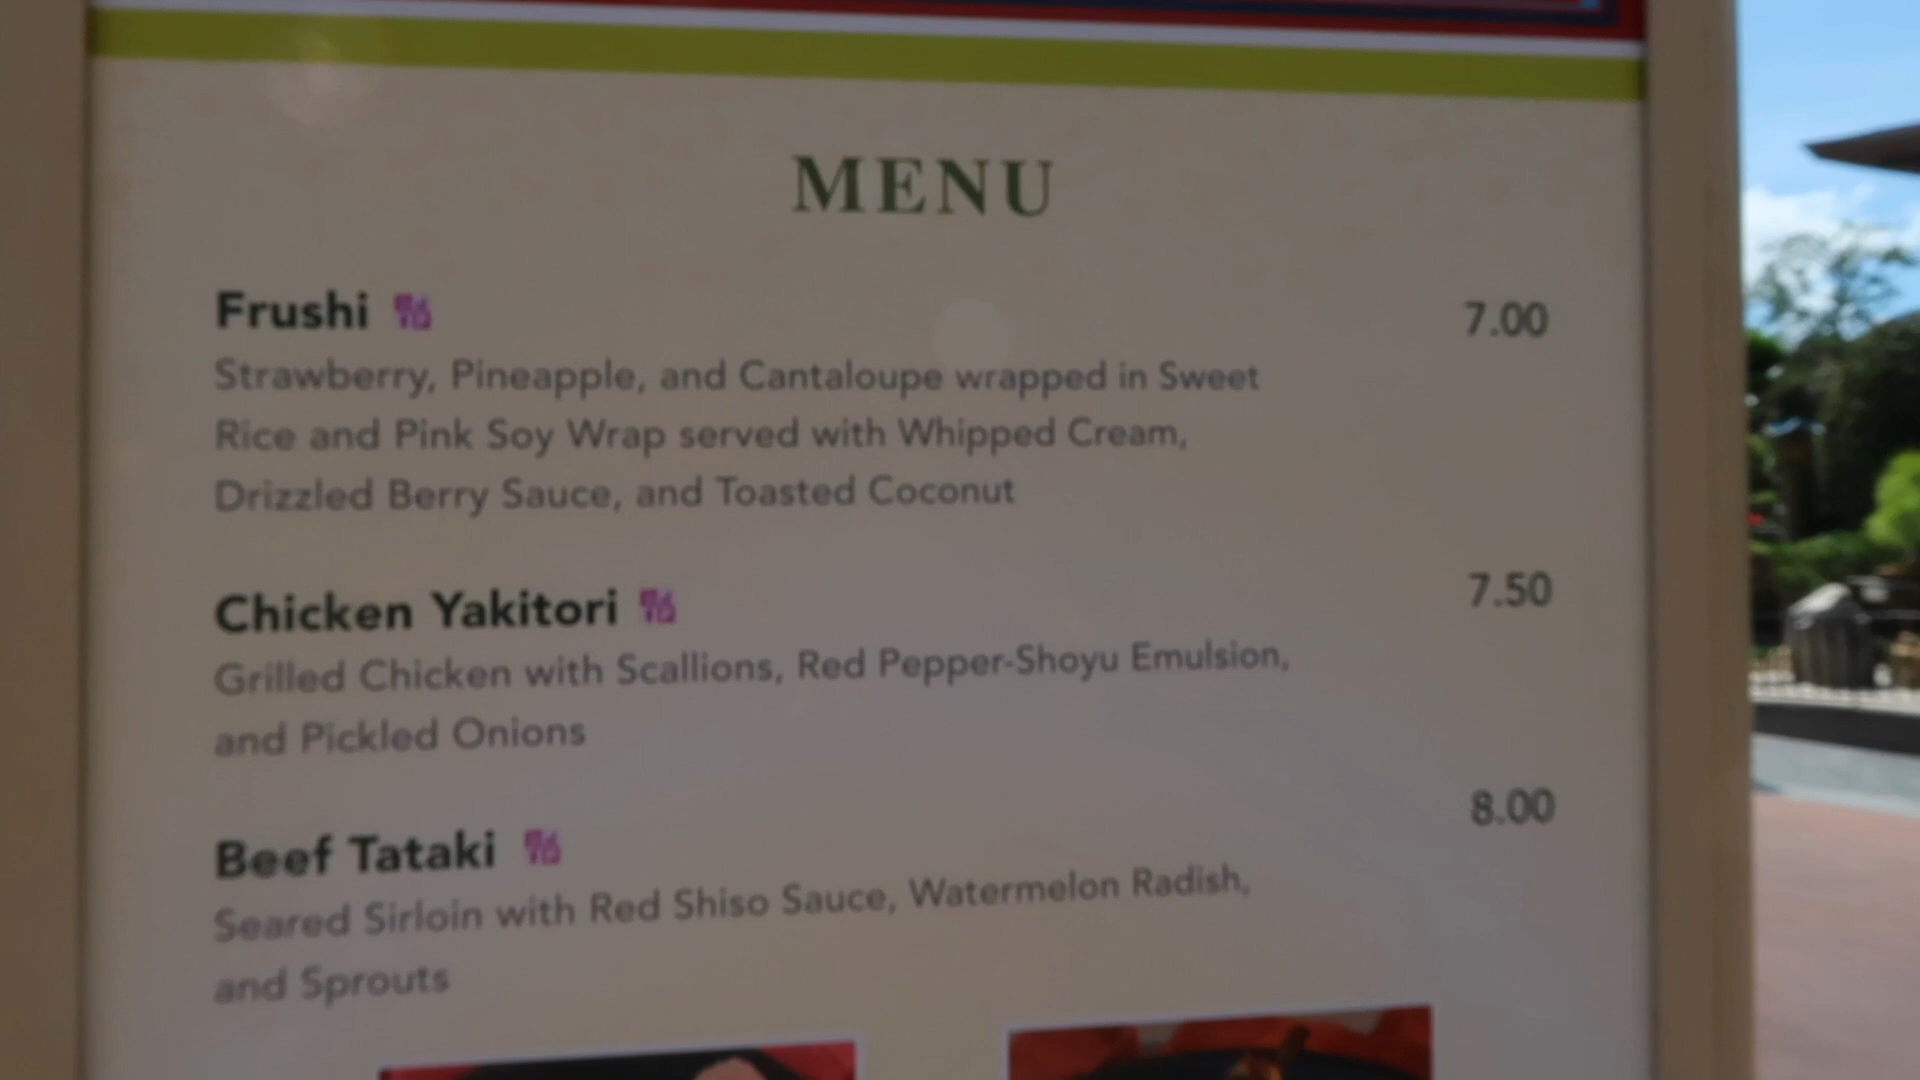 MENU
Frushi
7.00
Strawberry, Pineapple, and Cantaloupe wrapped in Sweet
Rice and Pink Soy Wrap served with Whipped Cream,
Drizzled Berry Sauce, and Toasted Coconut
Chicken Yakitori
7.50
Grilled Chicken with Scallions, Red Pepper-Shoyu Emulsion,
and Pickled Onions
Beef Tataki
8.00
Seared Sirloin with Red Shiso Sauce, Watermelon Radish,
and Sprouts